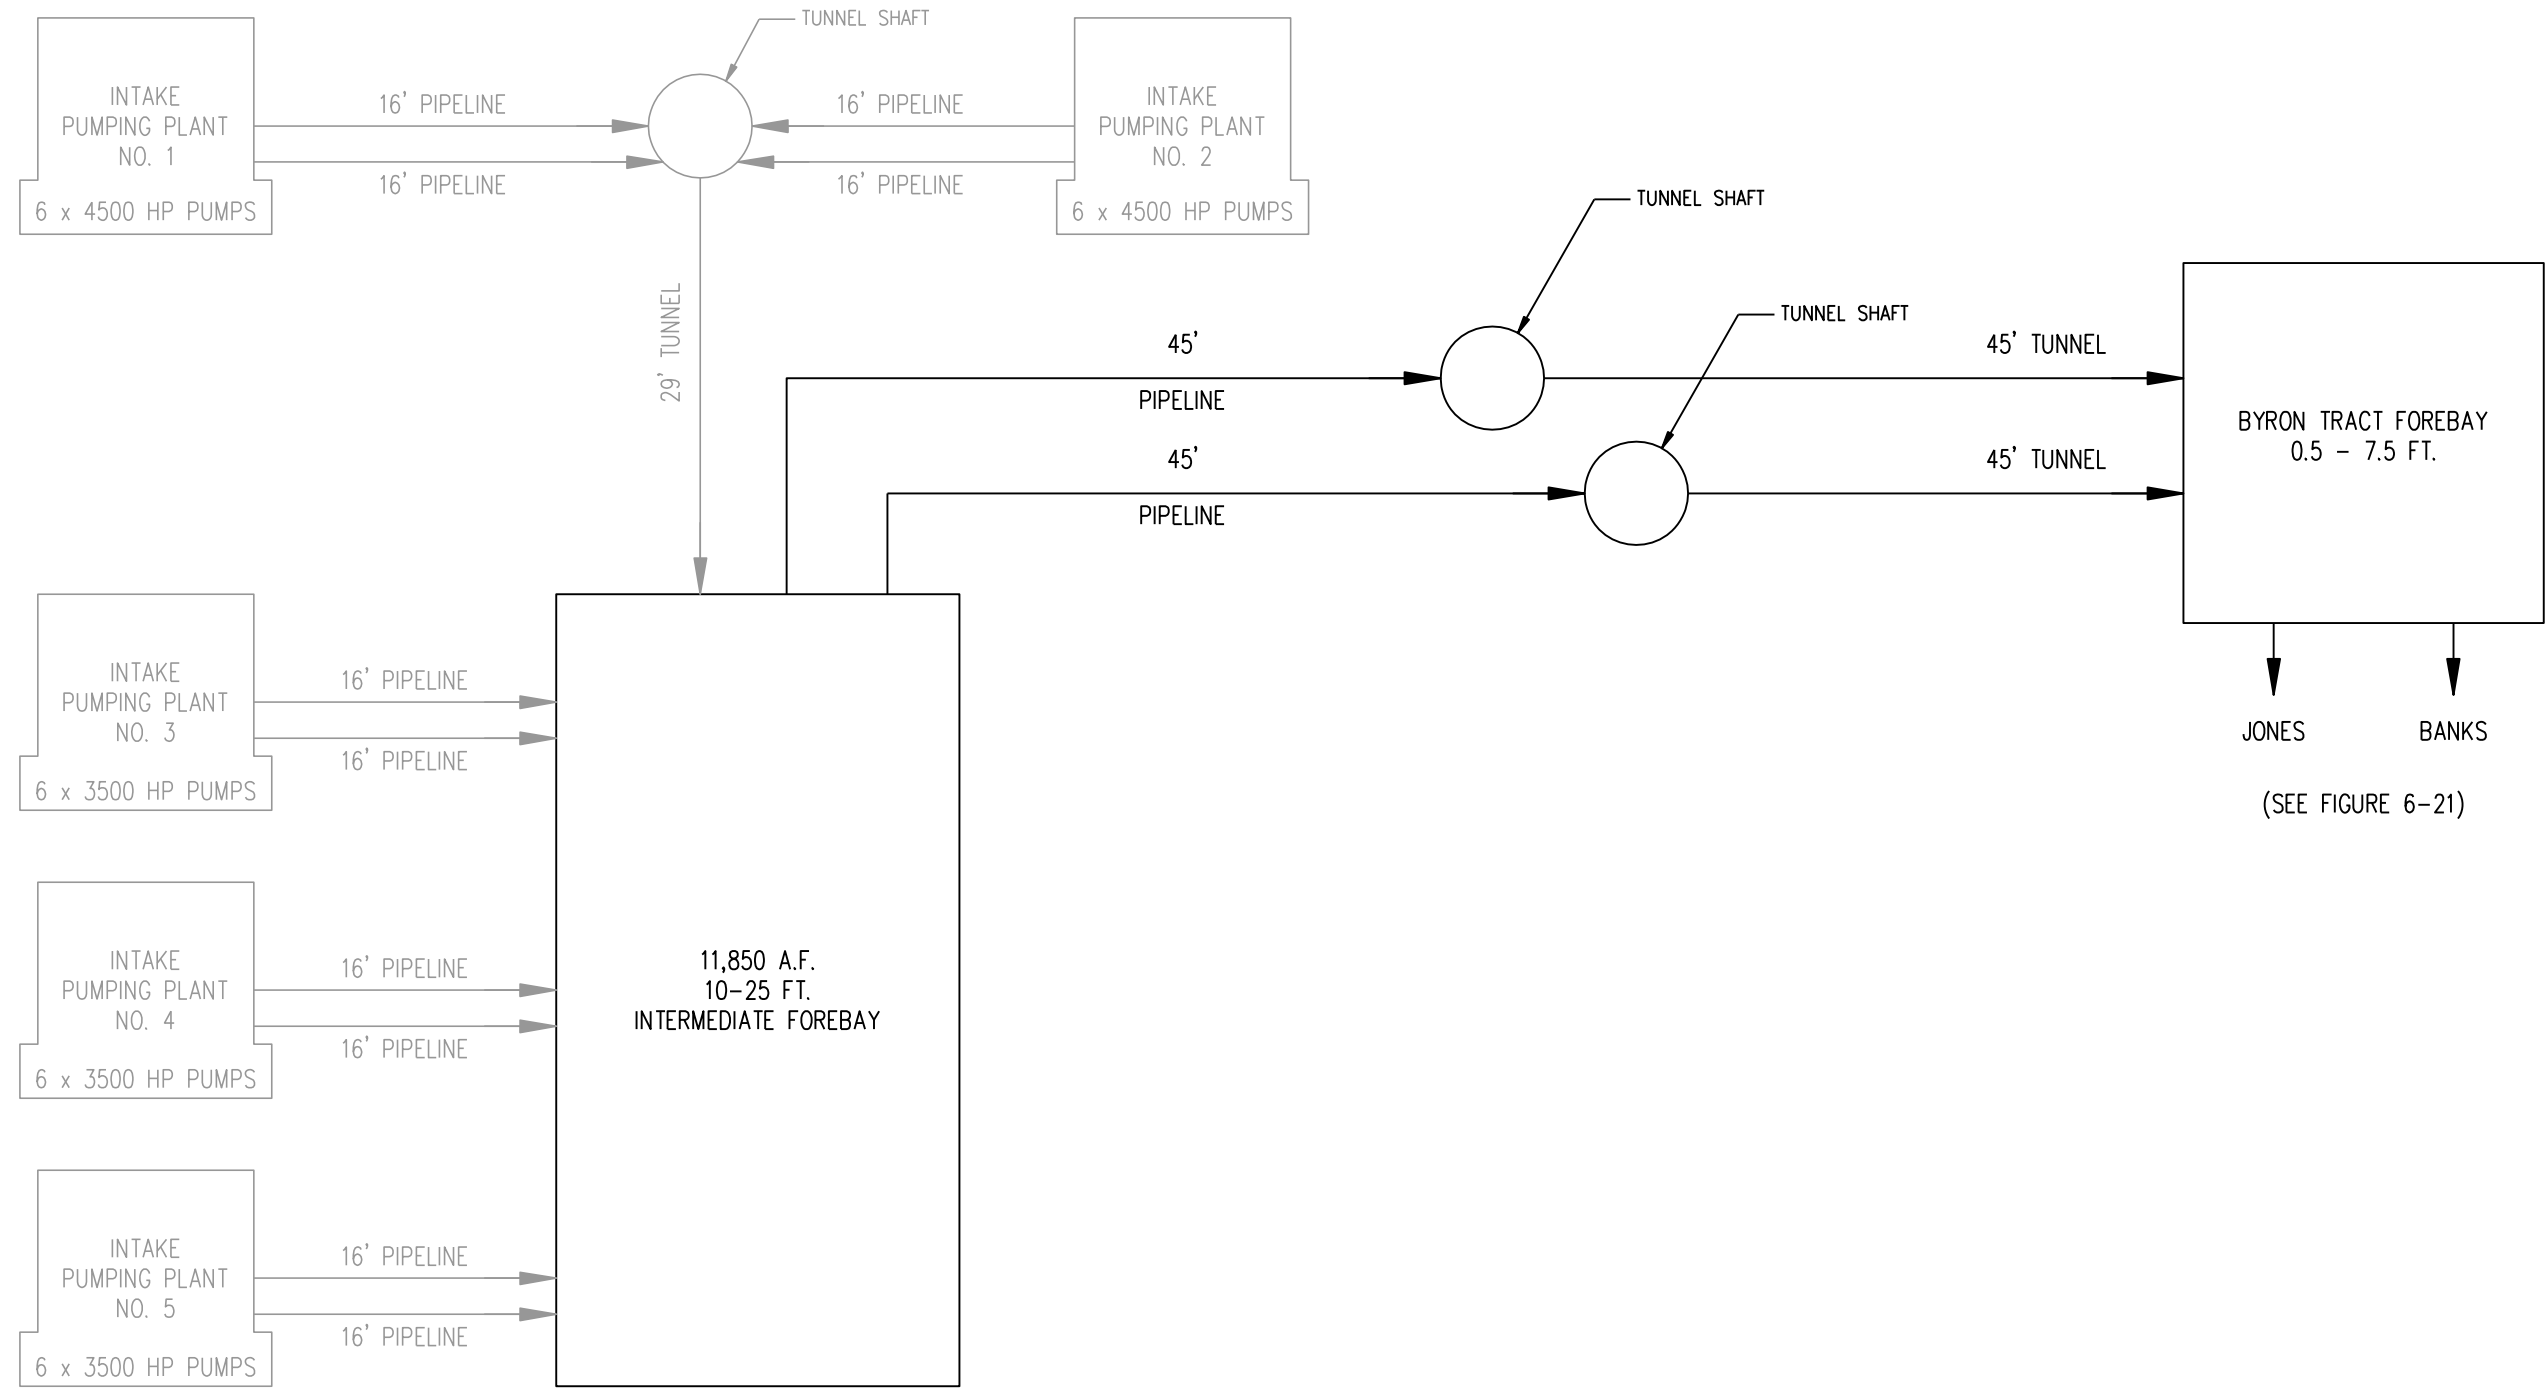 TUNNEL SHAFT
INTAKE
PUMPING PLANT
NO. 1
6 x 4500 HP PUMPS
16' PIPELINE
16' PIPELINE
16' PIPELINE
16' PIPELINE
INTAKE
PUMPING PLANT
NO. 2
6 x 4500 HP PUMPS
29' TUNNEL
TUNNEL SHAFT
TUNNEL SHAFT
45'
PIPELINE
45'
PIPELINE
45' TUNNEL
45' TUNNEL
BYRON TRACT FOREBAY
0.5 - 7.5 FT.
JONES
BANKS
(SEE FIGURE 6-21)
INTAKE
PUMPING PLANT
NO. 3
6 x 3500 HP PUMPS
16' PIPELINE
16' PIPELINE
INTAKE
PUMPING PLANT
NO. 4
6 x 3500 HP PUMPS
16' PIPELINE
16' PIPELINE
11,850 A.F.
10-25 FT.
INTERMEDIATE FOREBAY
INTAKE
PUMPING PLANT
NO. 5
6 x 3500 HP PUMPS
16' PIPELINE
16' PIPELINE